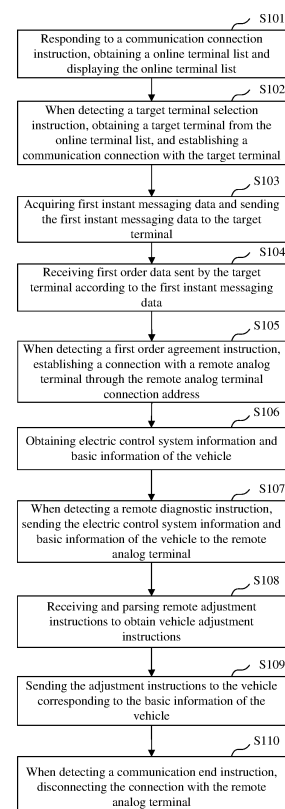 S101
Responding to a communication connection
instruction, obtaining a online terminal list and
displaying the online terminal list
S102
When detecting a target terminal selection
instruction, obtaining a target terminal from the
online terminal list, and establishing a
communication connection with the target terminal
S103
Acquiring first instant messaging data and sending
the first instant messaging data to the target
terminal
S104
Receiving first order data sent by the target
terminal according to the first instant messaging
data
S105
When detecting a first order agreement instruction,
establishing a connection with a remote analog
terminal through the remote analog terminal
connection address
S106
Obtaining electric control system information and
basic information of the vehicle
S107
When detecting a remote diagnostic instruction,
sending the electric control system information and
basic information of the vehicle to the remote
analog terminal
S108
Receiving and parsing remote adjustment
instructions to obtain vehicle adjustment
instructions
S109
Sending the adjustment instructions to the vehicle
corresponding to the basic information of the
vehicle
S110
When detecting a communication end instruction,
disconnecting the connection with the remote
analog terminal